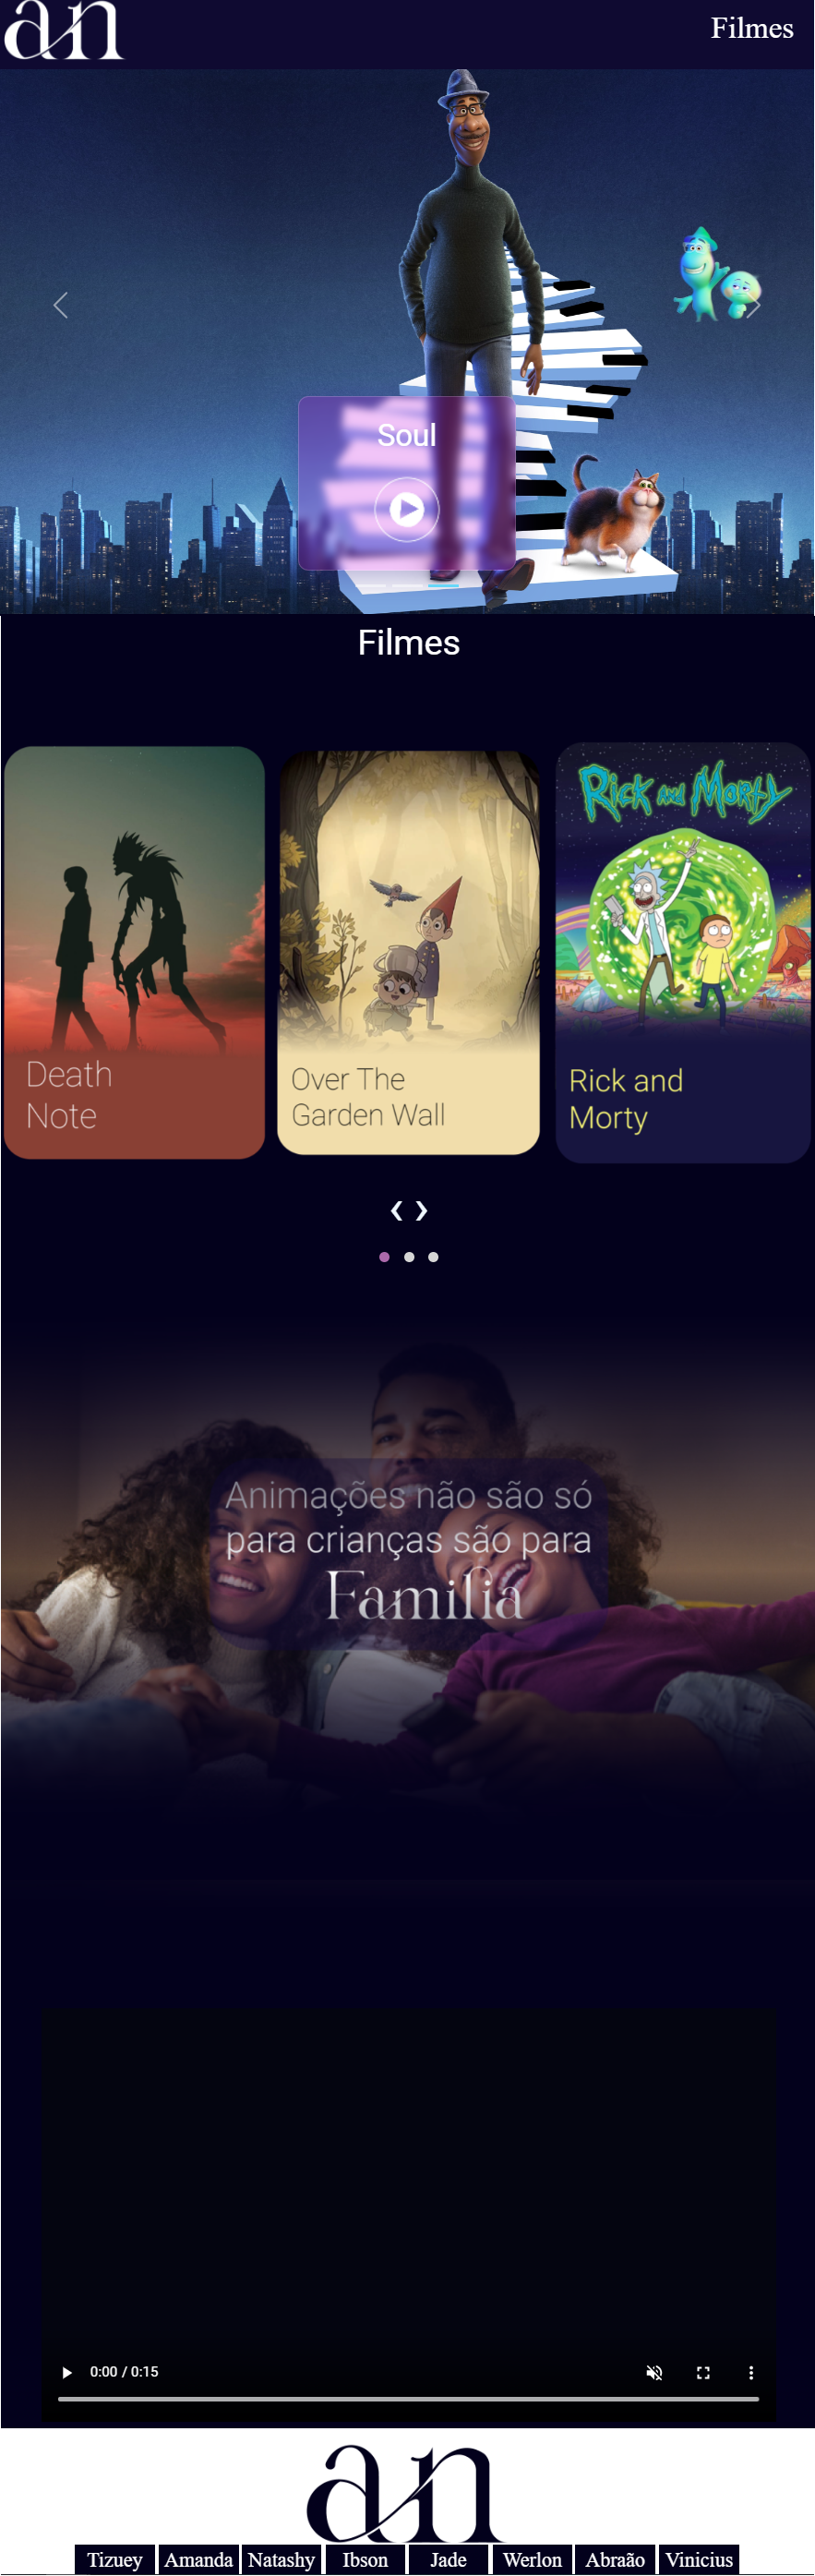 an
Filmes
Soul
Filmes
RICK AND MORTY
Death
Note
Over The
Garden Wall
Rick and
Morty
❮ ❯
Animações não são só
para crianças são para
Familia
0:00 / 0:15
an
Tizuey Amanda Natashy Ibson Jade Werlon Abraão Vinicius